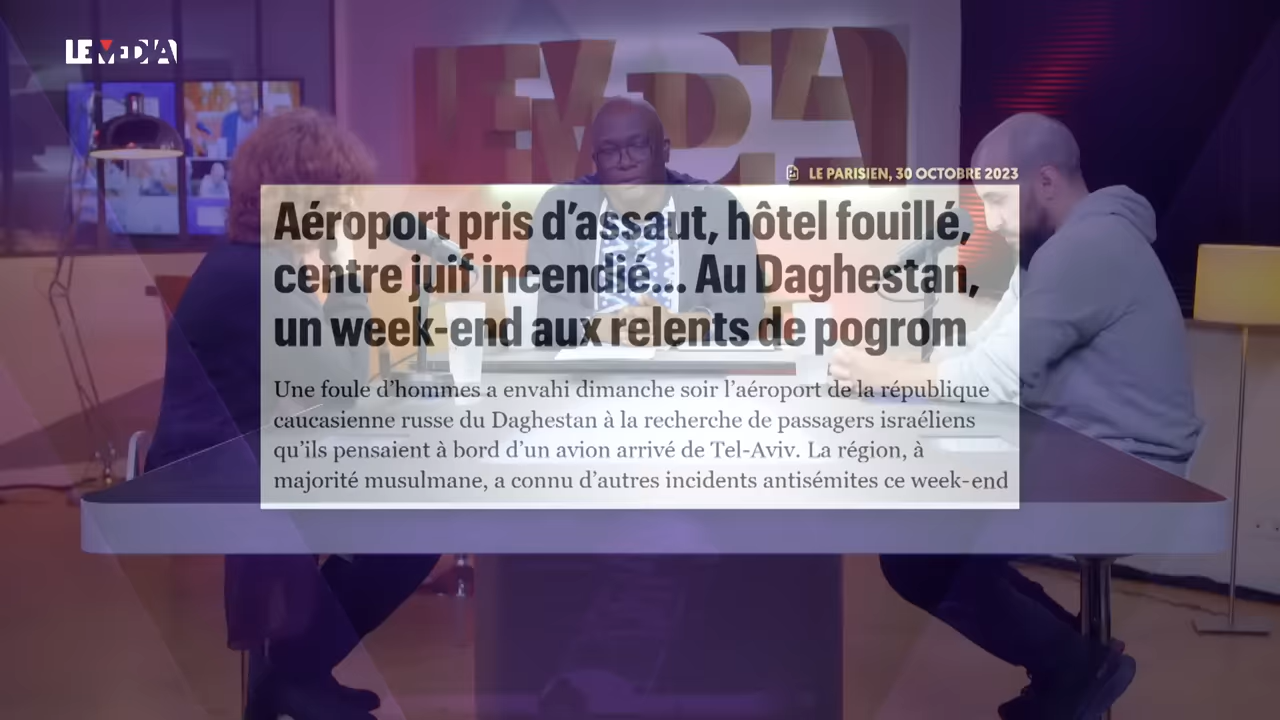 LE MEDIA
LE MEDIA
LE PARISIEN, 30 OCTOBRE 2023
Aéroport pris d'assaut, hôtel fouillé,
centre juif incendié... Au Daghestan,
un week-end aux relents de pogrom
Une foule d'hommes a envahi dimanche soir l'aéroport de la république
caucasienne russe du Daghestan à la recherche de passagers israéliens
qu'ils pensaient à bord d'un avion arrivé de Tel-Aviv. La région, à
majorité musulmane, a connu d'autres incidents antisémites ce week-end